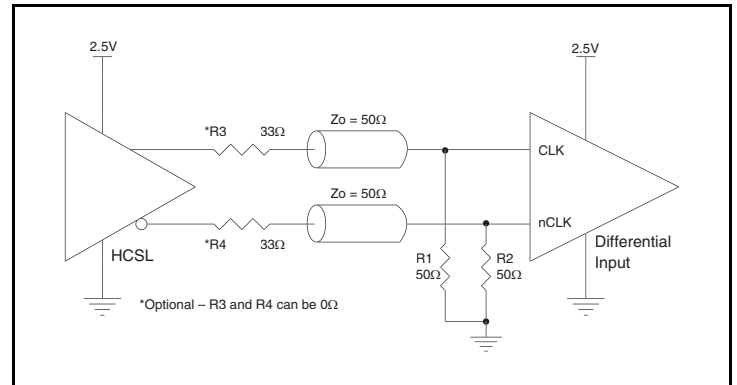 2.5V
2.5V
Zo = 50Ω
*R3 33Ω
CLK
Zo = 50Ω
nCLK
*R4 33Ω
HCSL
R1
50Ω
R2
50Ω
Differential
Input
*Optional – R3 and R4 can be 0Ω